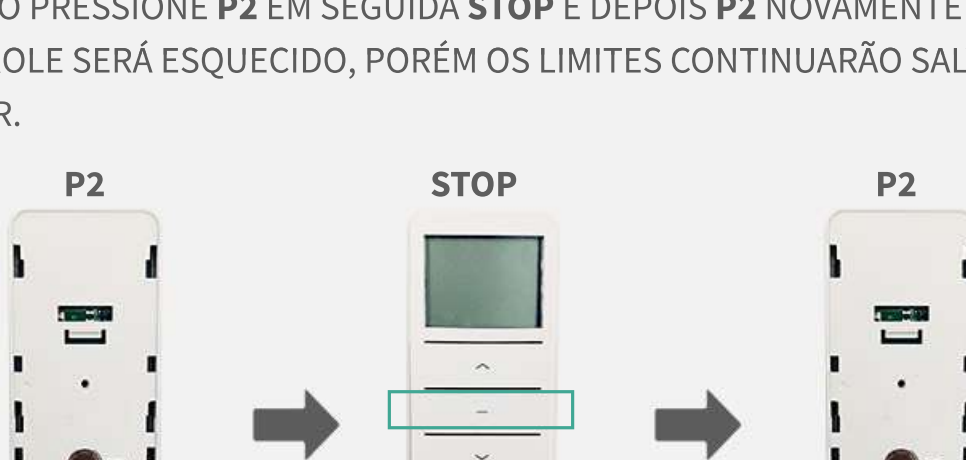 O PRESSIONE P2 EM SEGUIDA STOP E DEPOIS P2 NOVAMENTE
OLE SERÁ ESQUECIDO, PORÉM OS LIMITES CONTINUARÃO SAL
R.
P2 STOP P2